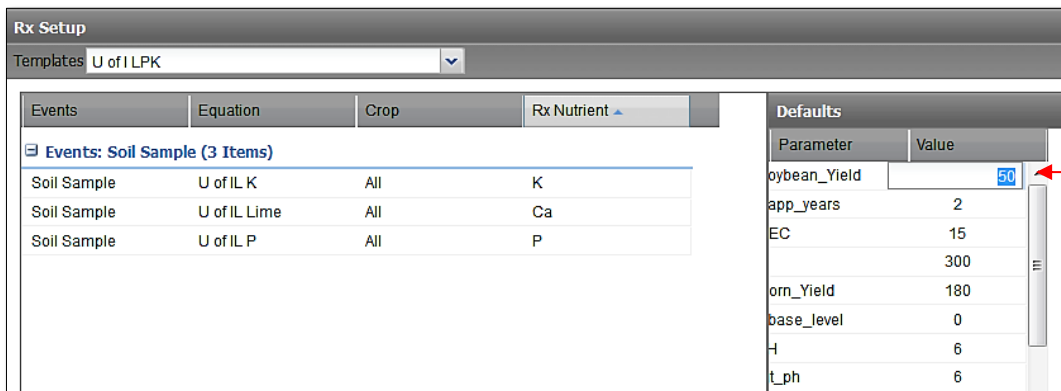 Rx Setup
Templates U of I LPK
Events Equation Crop Rx Nutrient
Events: Soil Sample (3 Items)
Soil Sample U of IL K All K
Soil Sample U of IL Lime All Ca
Soil Sample U of IL P All P
Defaults
Parameter Value
oybean_Yield 50
app_years 2
EC 15
300
orn_Yield 180
base_level 0
H 6
t_ph 6